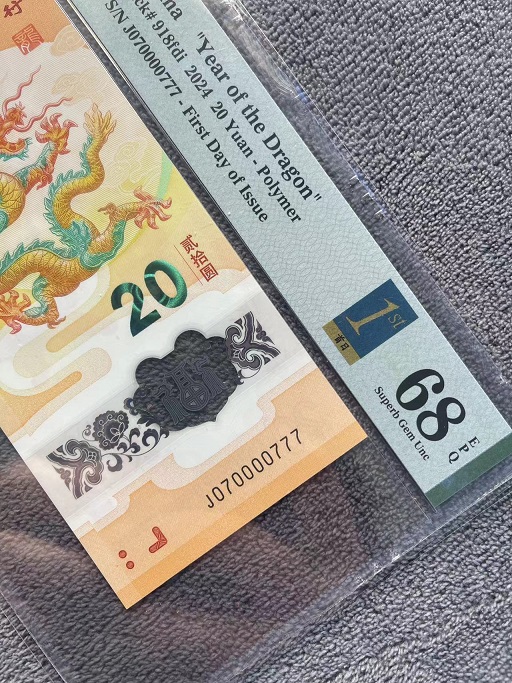 "Year of the Dragon"
918fdi 2024 20 Yuan - Polymer
S/N J070000777 - First Day of Issue
1ST
首日
68
EPQ
Superb Gem Unc
20
贰拾圆
J070000777